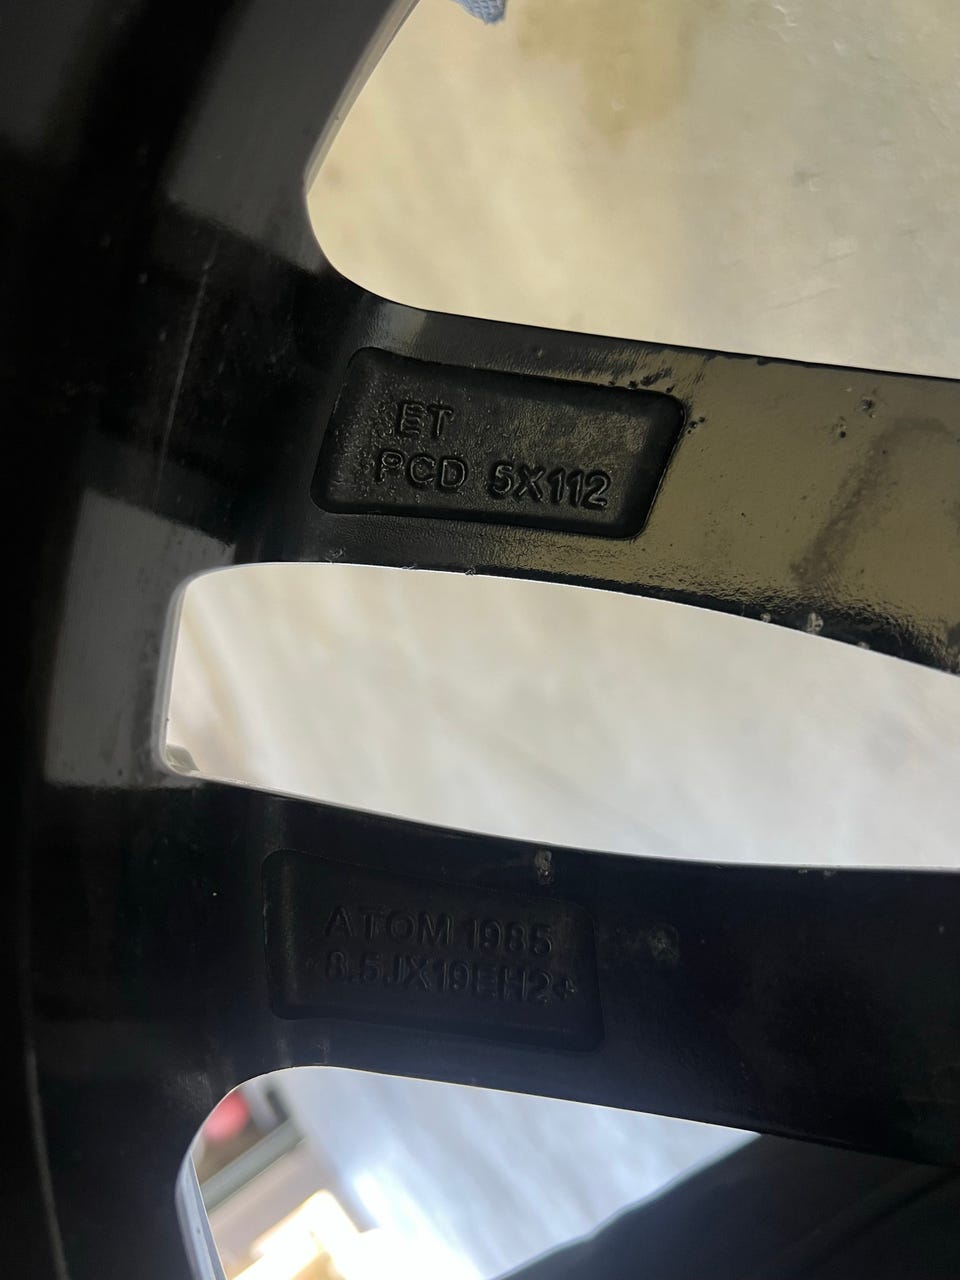 ET
PCD 5X112
ATOM 1985
8.5JX19EH2+